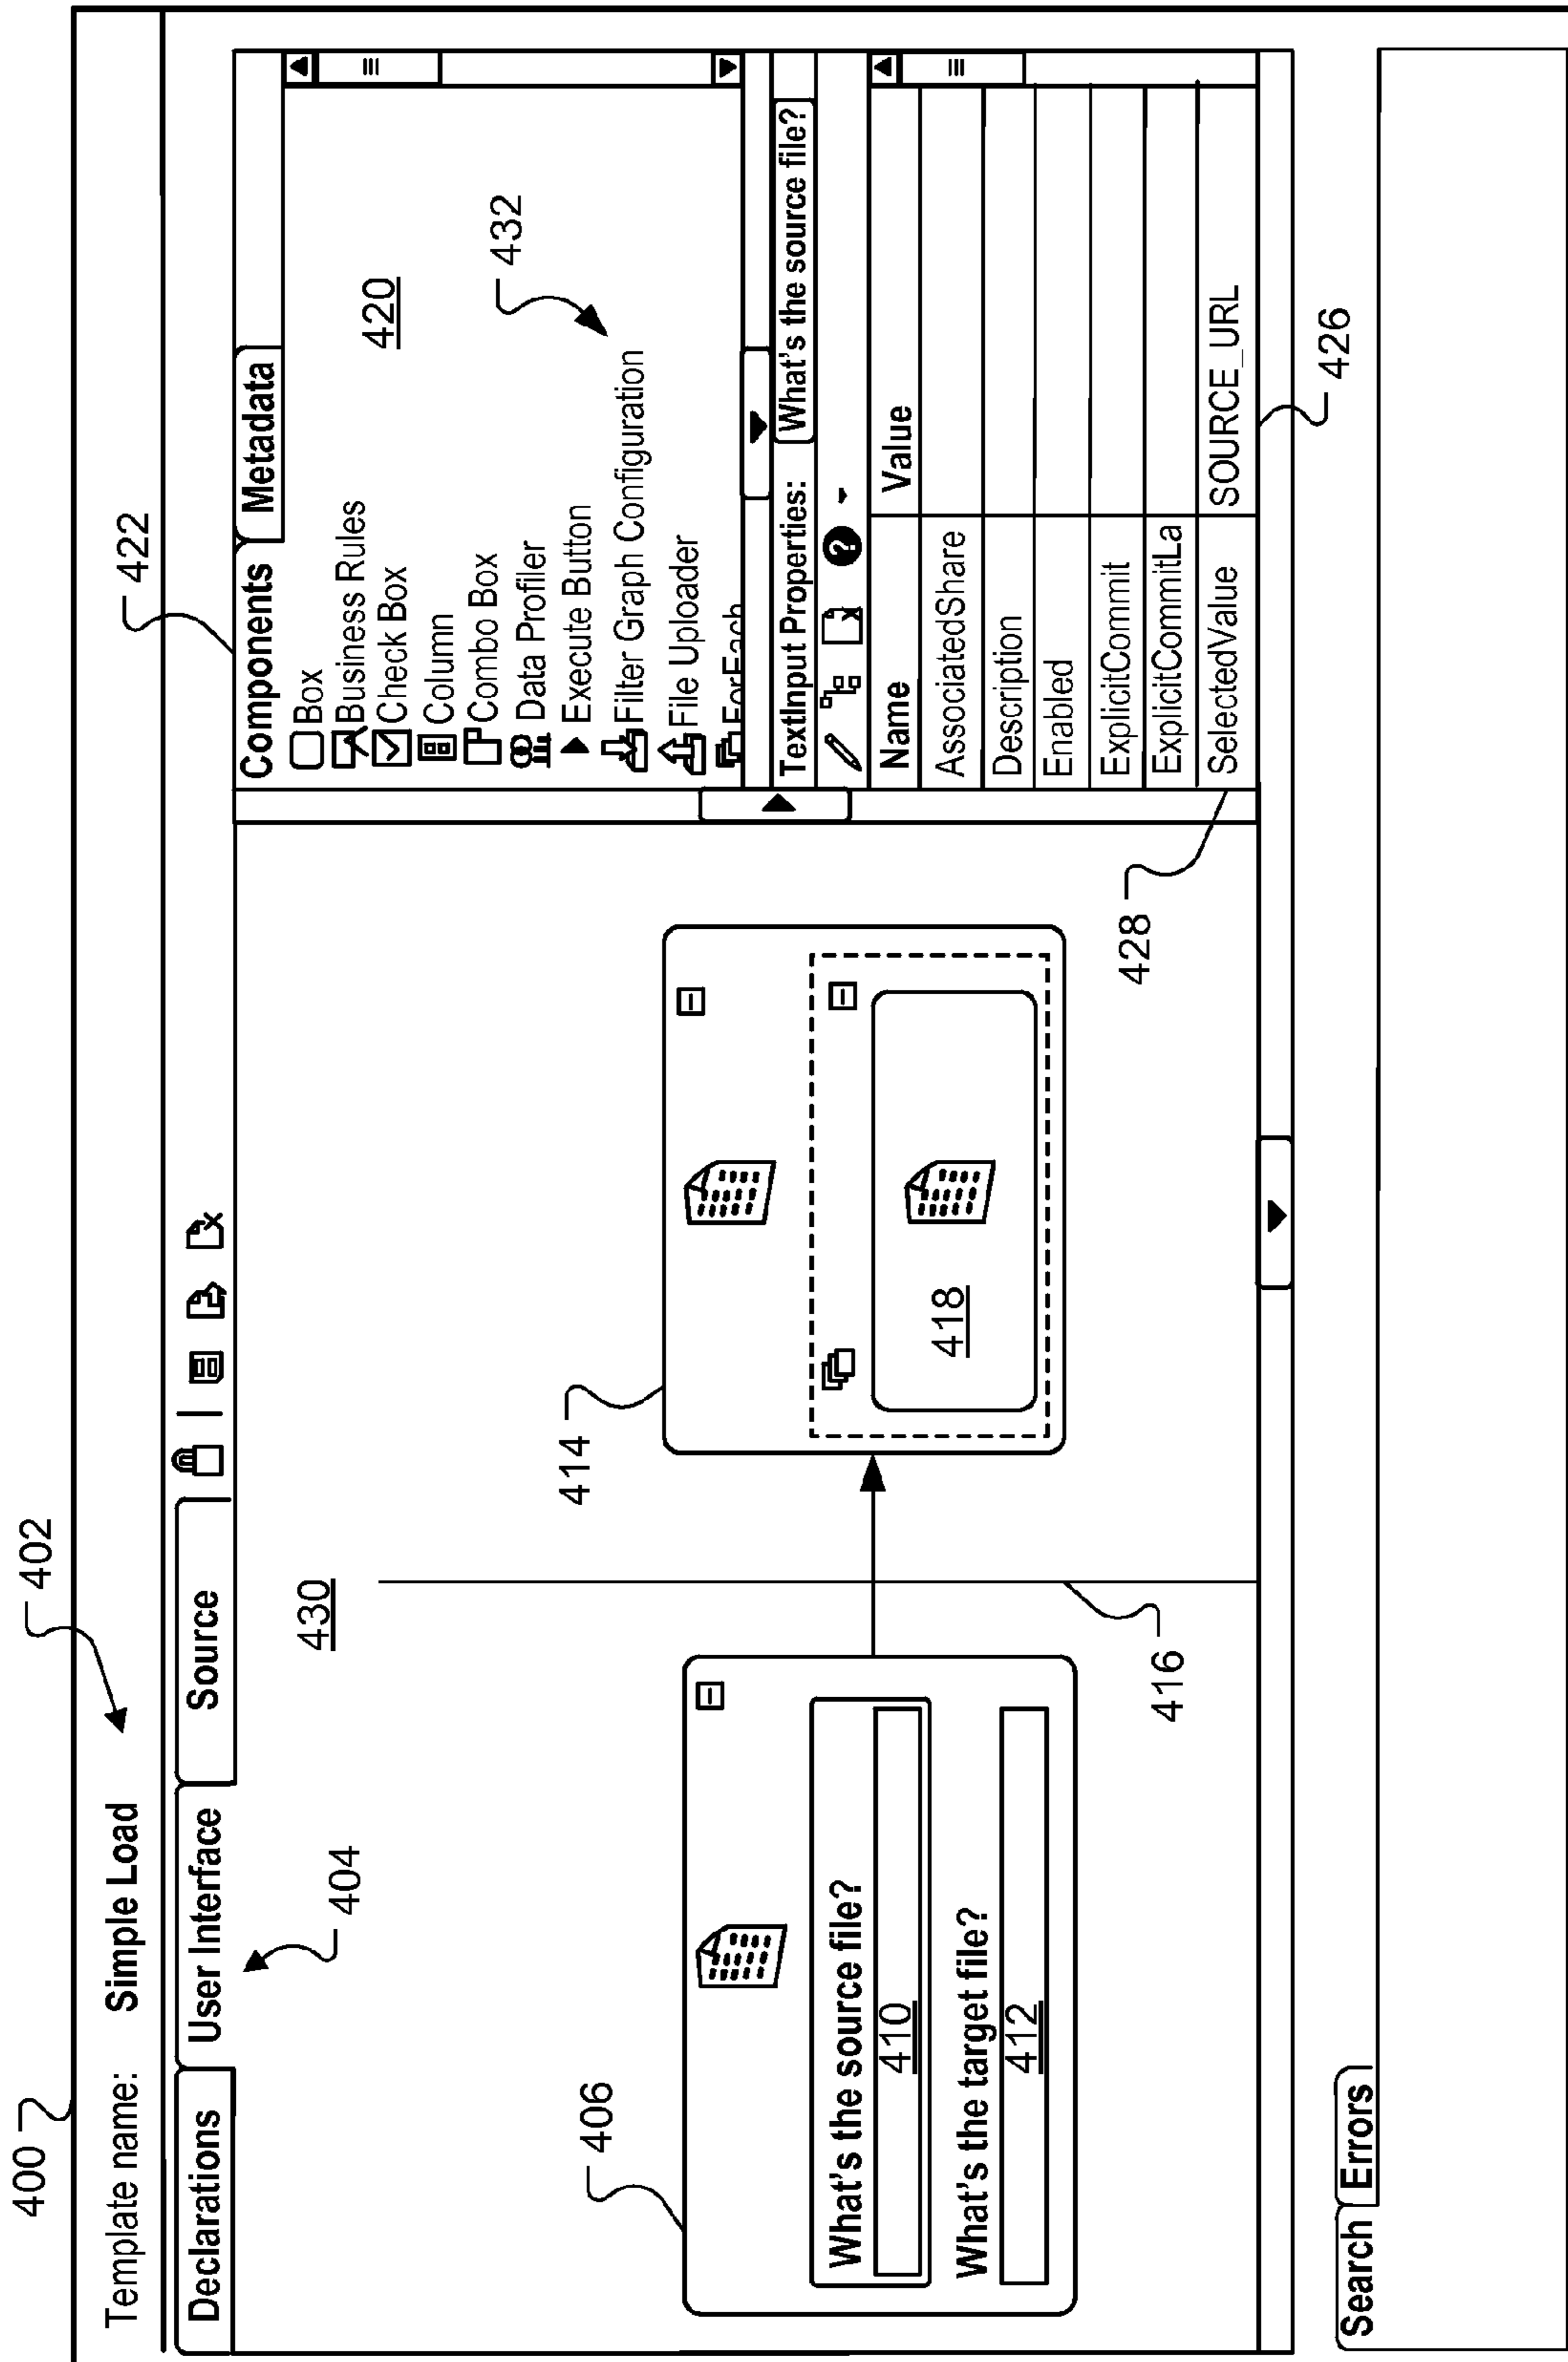 400
402
Template name: Simple Load
Declarations
User Interface
Source
404
430
422
Components
Metadata
Box
Business Rules
Check Box
Column
Combo Box
Data Profiler
Execute Button
Filter Graph Configuration
File Uploader
ForEach
420
432
TextInput Properties: What's the source file?
?
Name Value
AssociatedShare
Description
Enabled
ExplicitCommit
ExplicitCommitLa
SelectedValue SOURCE_URL
406
What's the source file?
410
What's the target file?
412
414
418
416
428
426
Search Errors